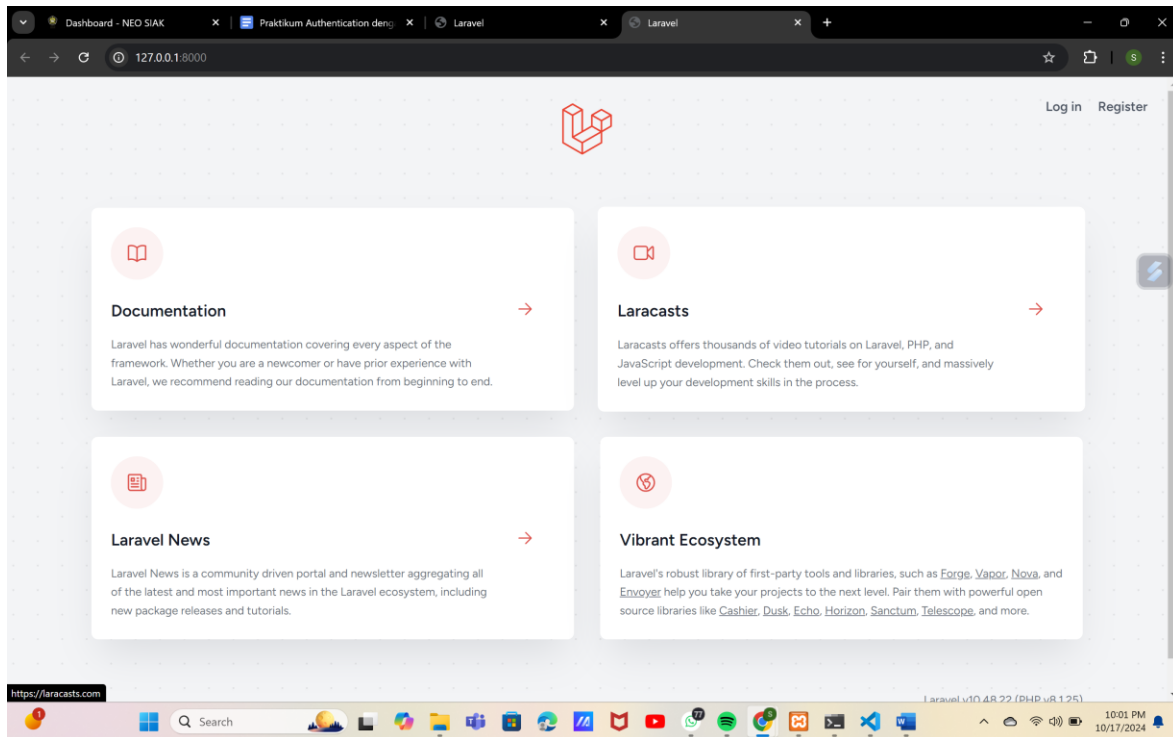 Dashboard - NEO SIAK
Praktikum Authentication deng
Laravel
Laravel
127.0.0.1:8000
S
Log in Register
Documentation
Laravel has wonderful documentation covering every aspect of the
framework. Whether you are a newcomer or have prior experience with
Laravel, we recommend reading our documentation from beginning to end.
Laracasts
Laracasts offers thousands of video tutorials on Laravel, PHP, and
JavaScript development. Check them out, see for yourself, and massively
level up your development skills in the process.
Laravel News
Laravel News is a community driven portal and newsletter aggregating all
of the latest and most important news in the Laravel ecosystem, including
new package releases and tutorials.
Vibrant Ecosystem
Laravel's robust library of first-party tools and libraries, such as Forge, Vapor, Nova, and
Envoyer help you take your projects to the next level. Pair them with powerful open
source libraries like Cashier, Dusk, Echo, Horizon, Sanctum, Telescope, and more.
https://laracasts.com
Laravel v10.48.22 (PHP v8.1.25)
1
Search
77
10:01 PM
10/17/2024